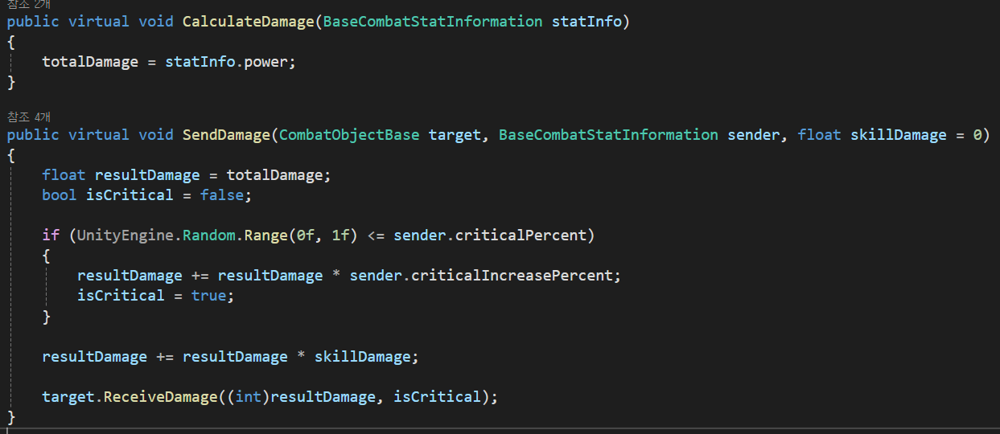 참조 2개
public virtual void CalculateDamage(BaseCombatStatInformation statInfo)
{
    totalDamage = statInfo.power;
}
참조 4개
public virtual void SendDamage(CombatObjectBase target, BaseCombatStatInformation sender, float skillDamage = 0)
{
    float resultDamage = totalDamage;
    bool isCritical = false;
    if (UnityEngine.Random.Range(0f, 1f) <= sender.criticalPercent)
    {
        resultDamage += resultDamage * sender.criticalIncreasePercent;
        isCritical = true;
    }
    resultDamage += resultDamage * skillDamage;
    target.ReceiveDamage((int)resultDamage, isCritical);
}